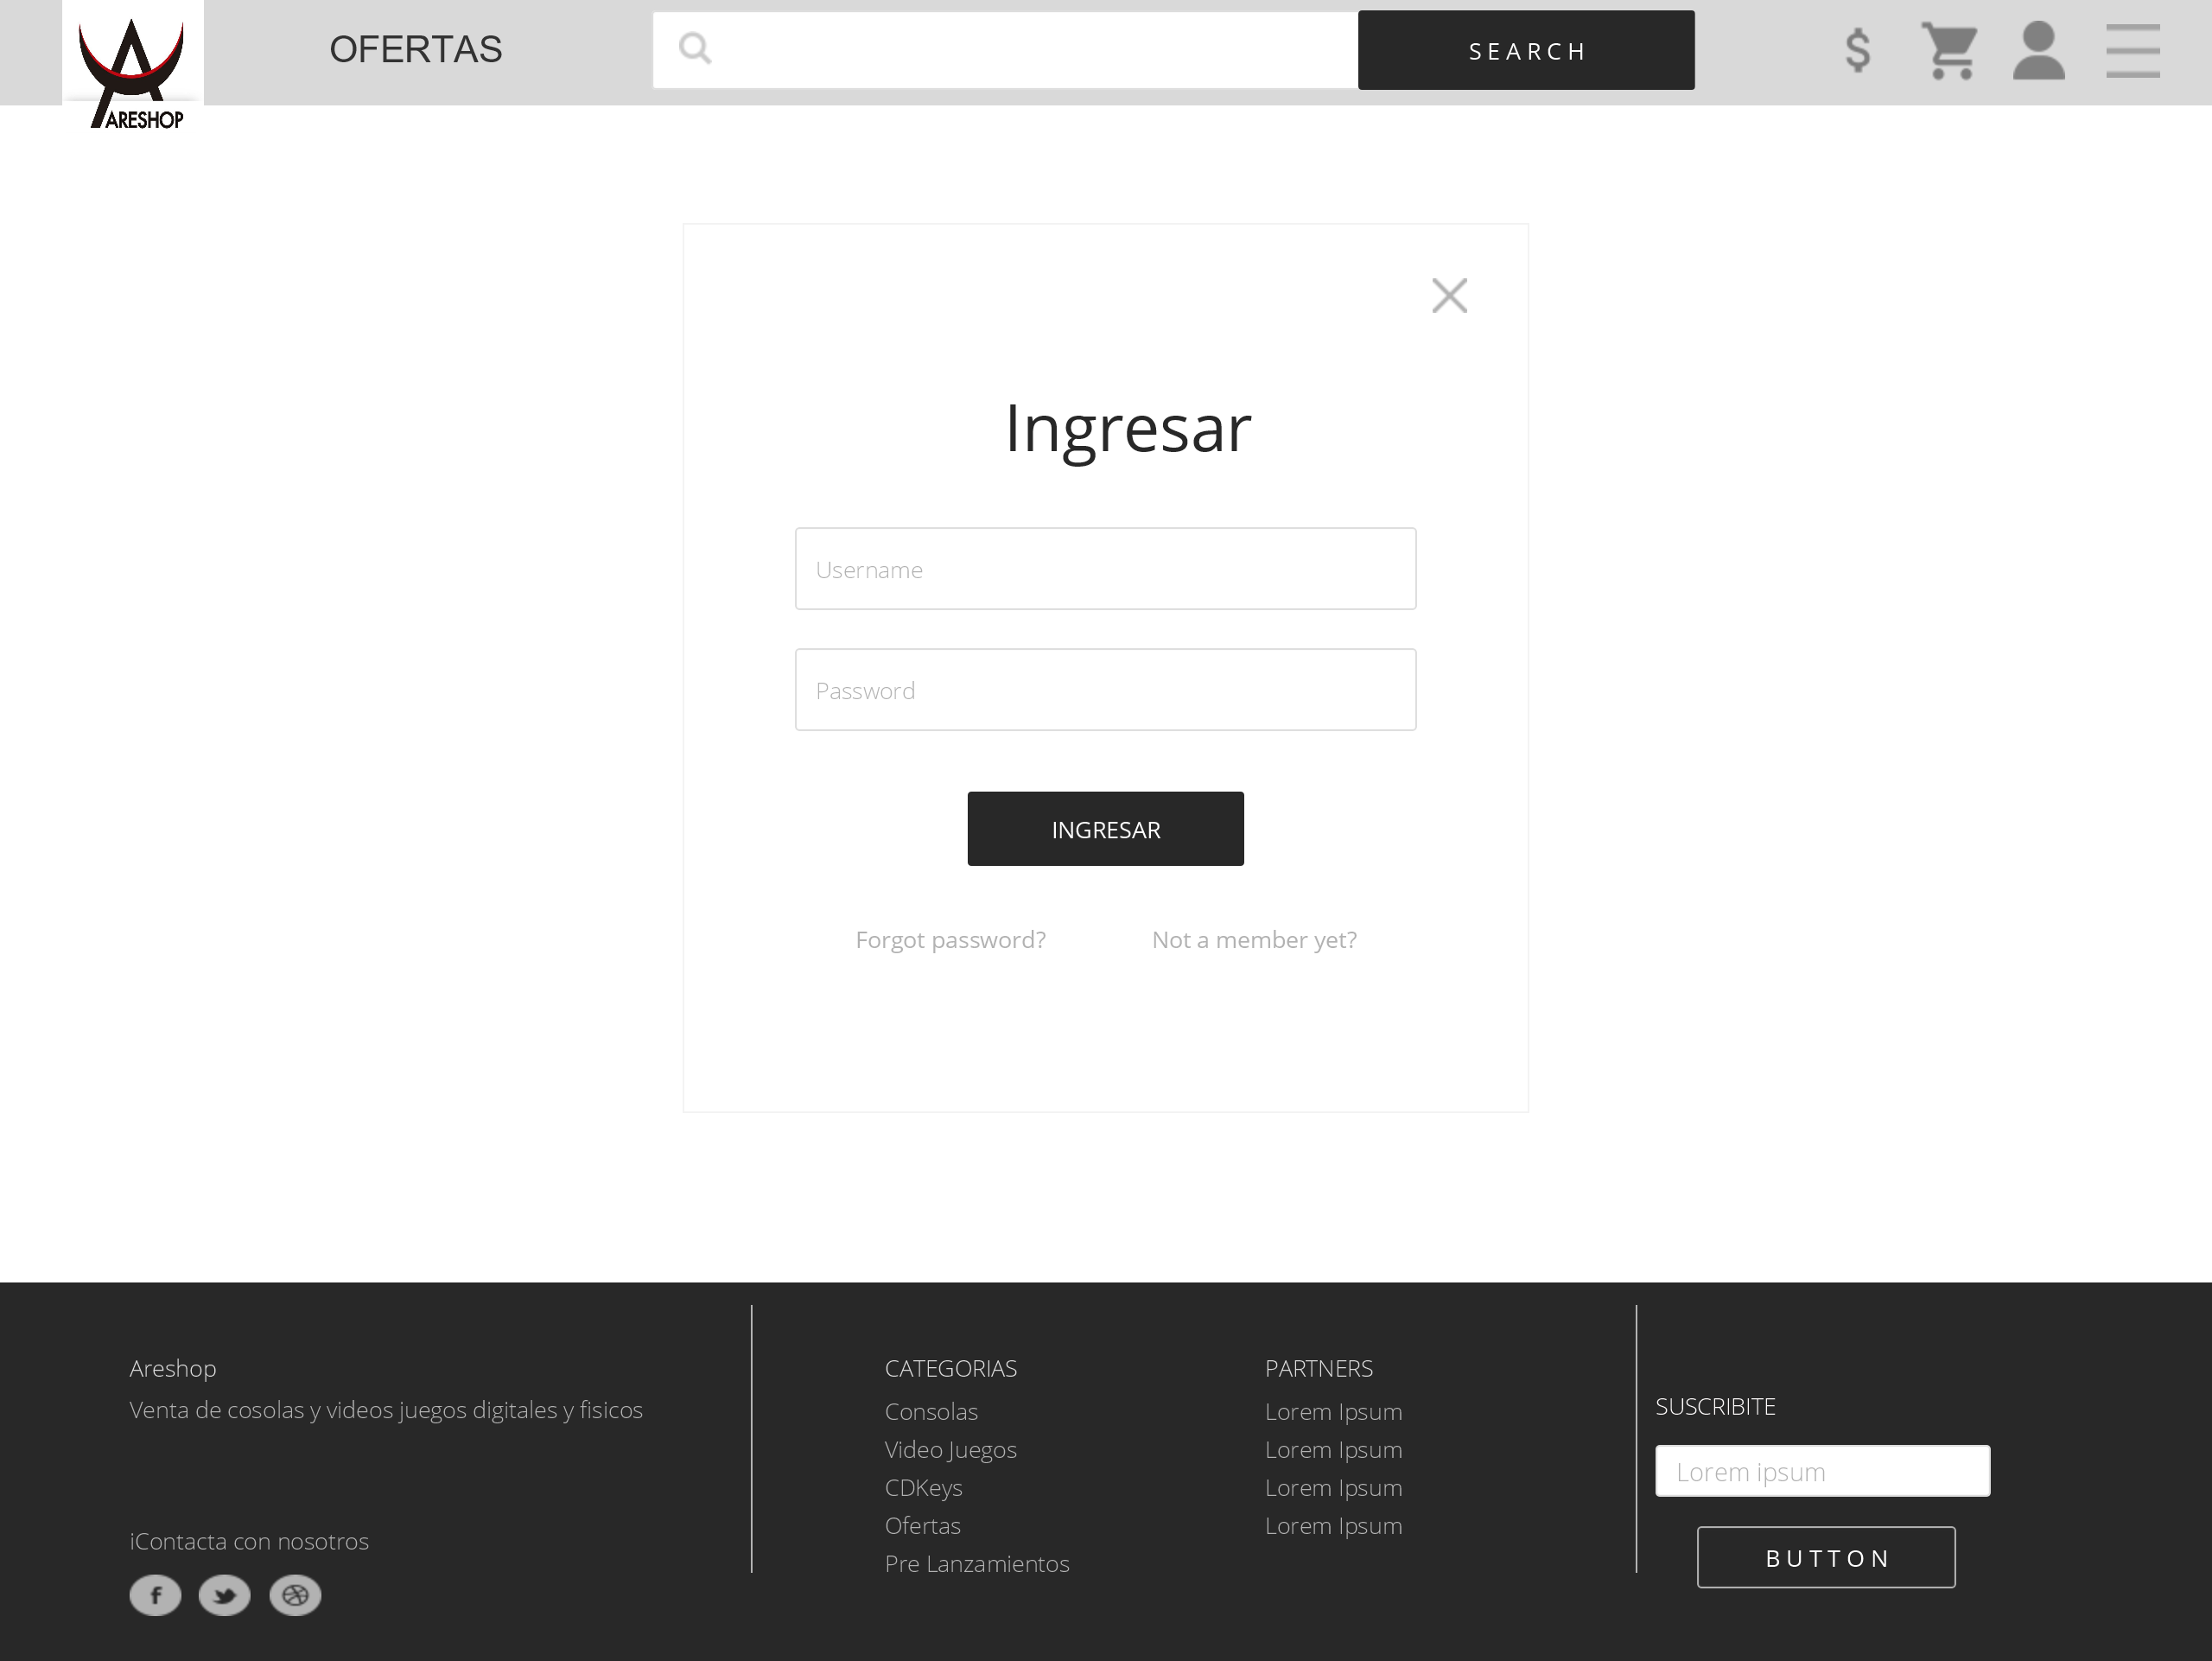 ARESHOP
OFERTAS
SEARCH
Ingresar
Username
Password
INGRESAR
Forgot password?
Not a member yet?
Areshop
Venta de cosolas y videos juegos digitales y fisicos
iContacta con nosotros
CATEGORIAS
Consolas
Video Juegos
CDKeys
Ofertas
Pre Lanzamientos
PARTNERS
Lorem Ipsum
Lorem Ipsum
Lorem Ipsum
Lorem Ipsum
SUSCRIBITE
Lorem ipsum
BUTTON